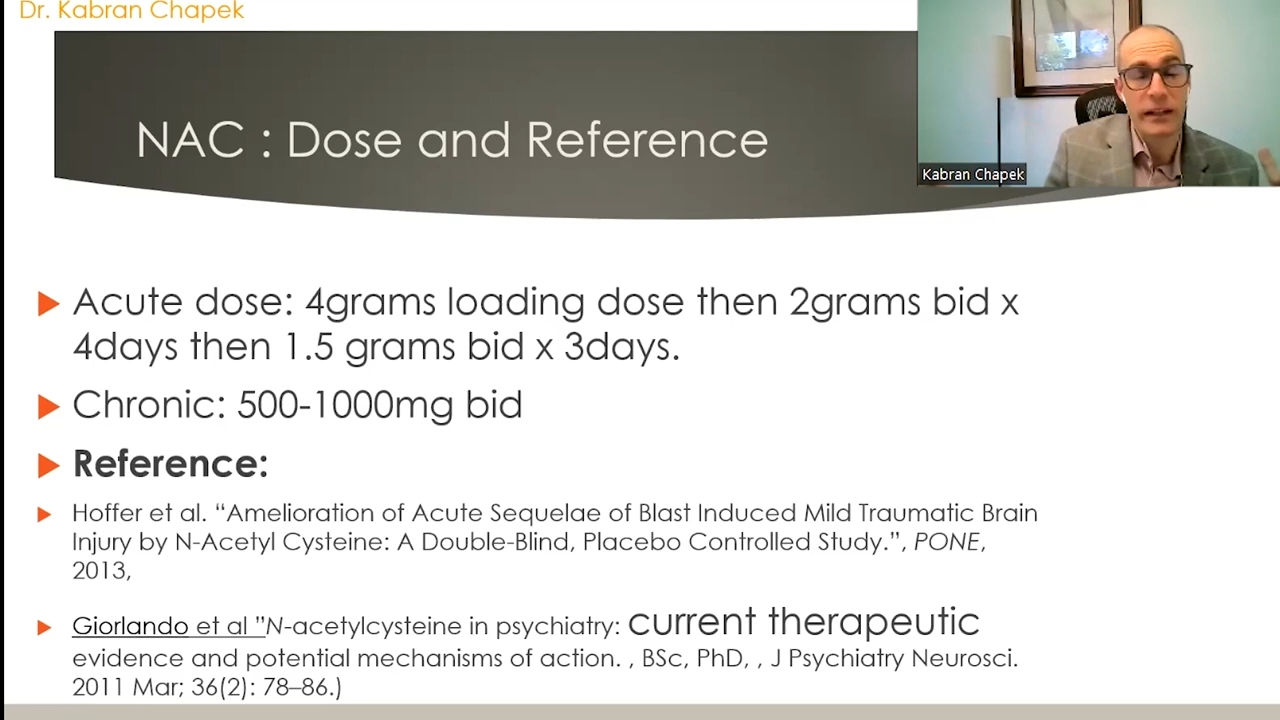 Dr. Kabran Chapek
NAC : Dose and Reference
Kabran Chapek
Acute dose: 4grams loading dose then 2grams bid x
4days then 1.5 grams bid x 3days.
Chronic: 500-1000mg bid
Reference:
Hoffer et al. “Amelioration of Acute Sequelae of Blast Induced Mild Traumatic Brain
Injury by N-Acetyl Cysteine: A Double-Blind, Placebo Controlled Study.”, PONE,
2013,
Giorlando et al ”N-acetylcysteine in psychiatry: current therapeutic
evidence and potential mechanisms of action. , BSc, PhD, , J Psychiatry Neurosci.
2011 Mar; 36(2): 78–86.)